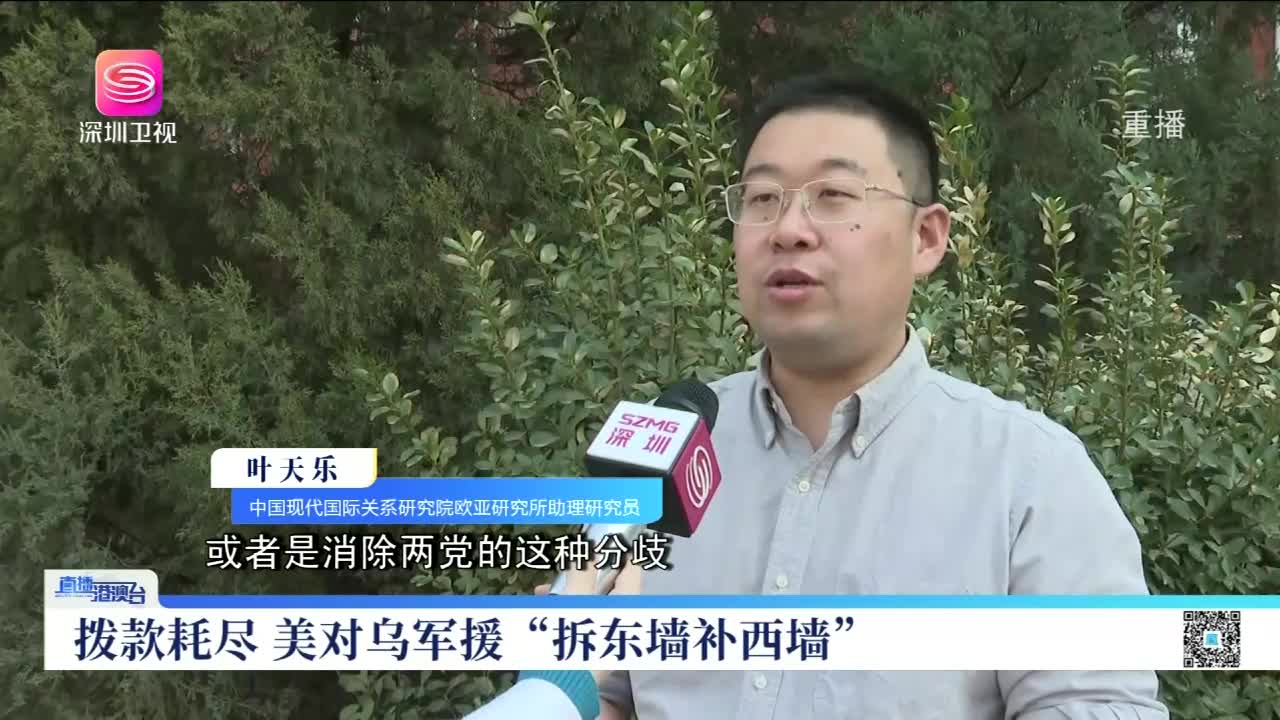 深圳卫视
重播
SZMG
深圳
叶天乐
中国现代国际关系研究院欧亚研究所助理研究员
或者是消除两党的这种分歧
直播港澳台
拨款耗尽 美对乌军援“拆东墙补西墙”